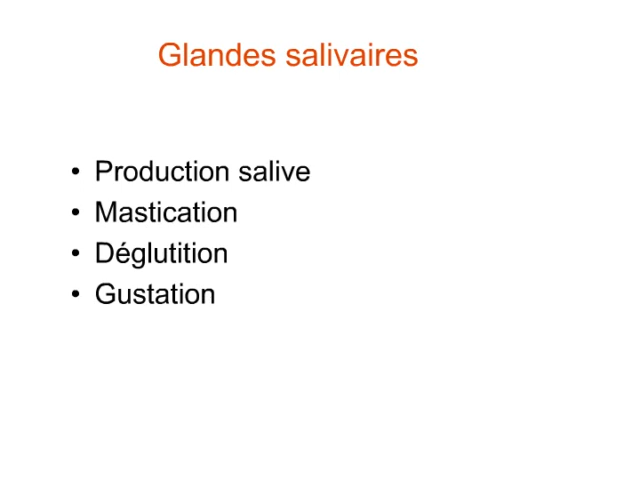 Glandes salivaires
• Production salive
• Mastication
• Déglutition
• Gustation